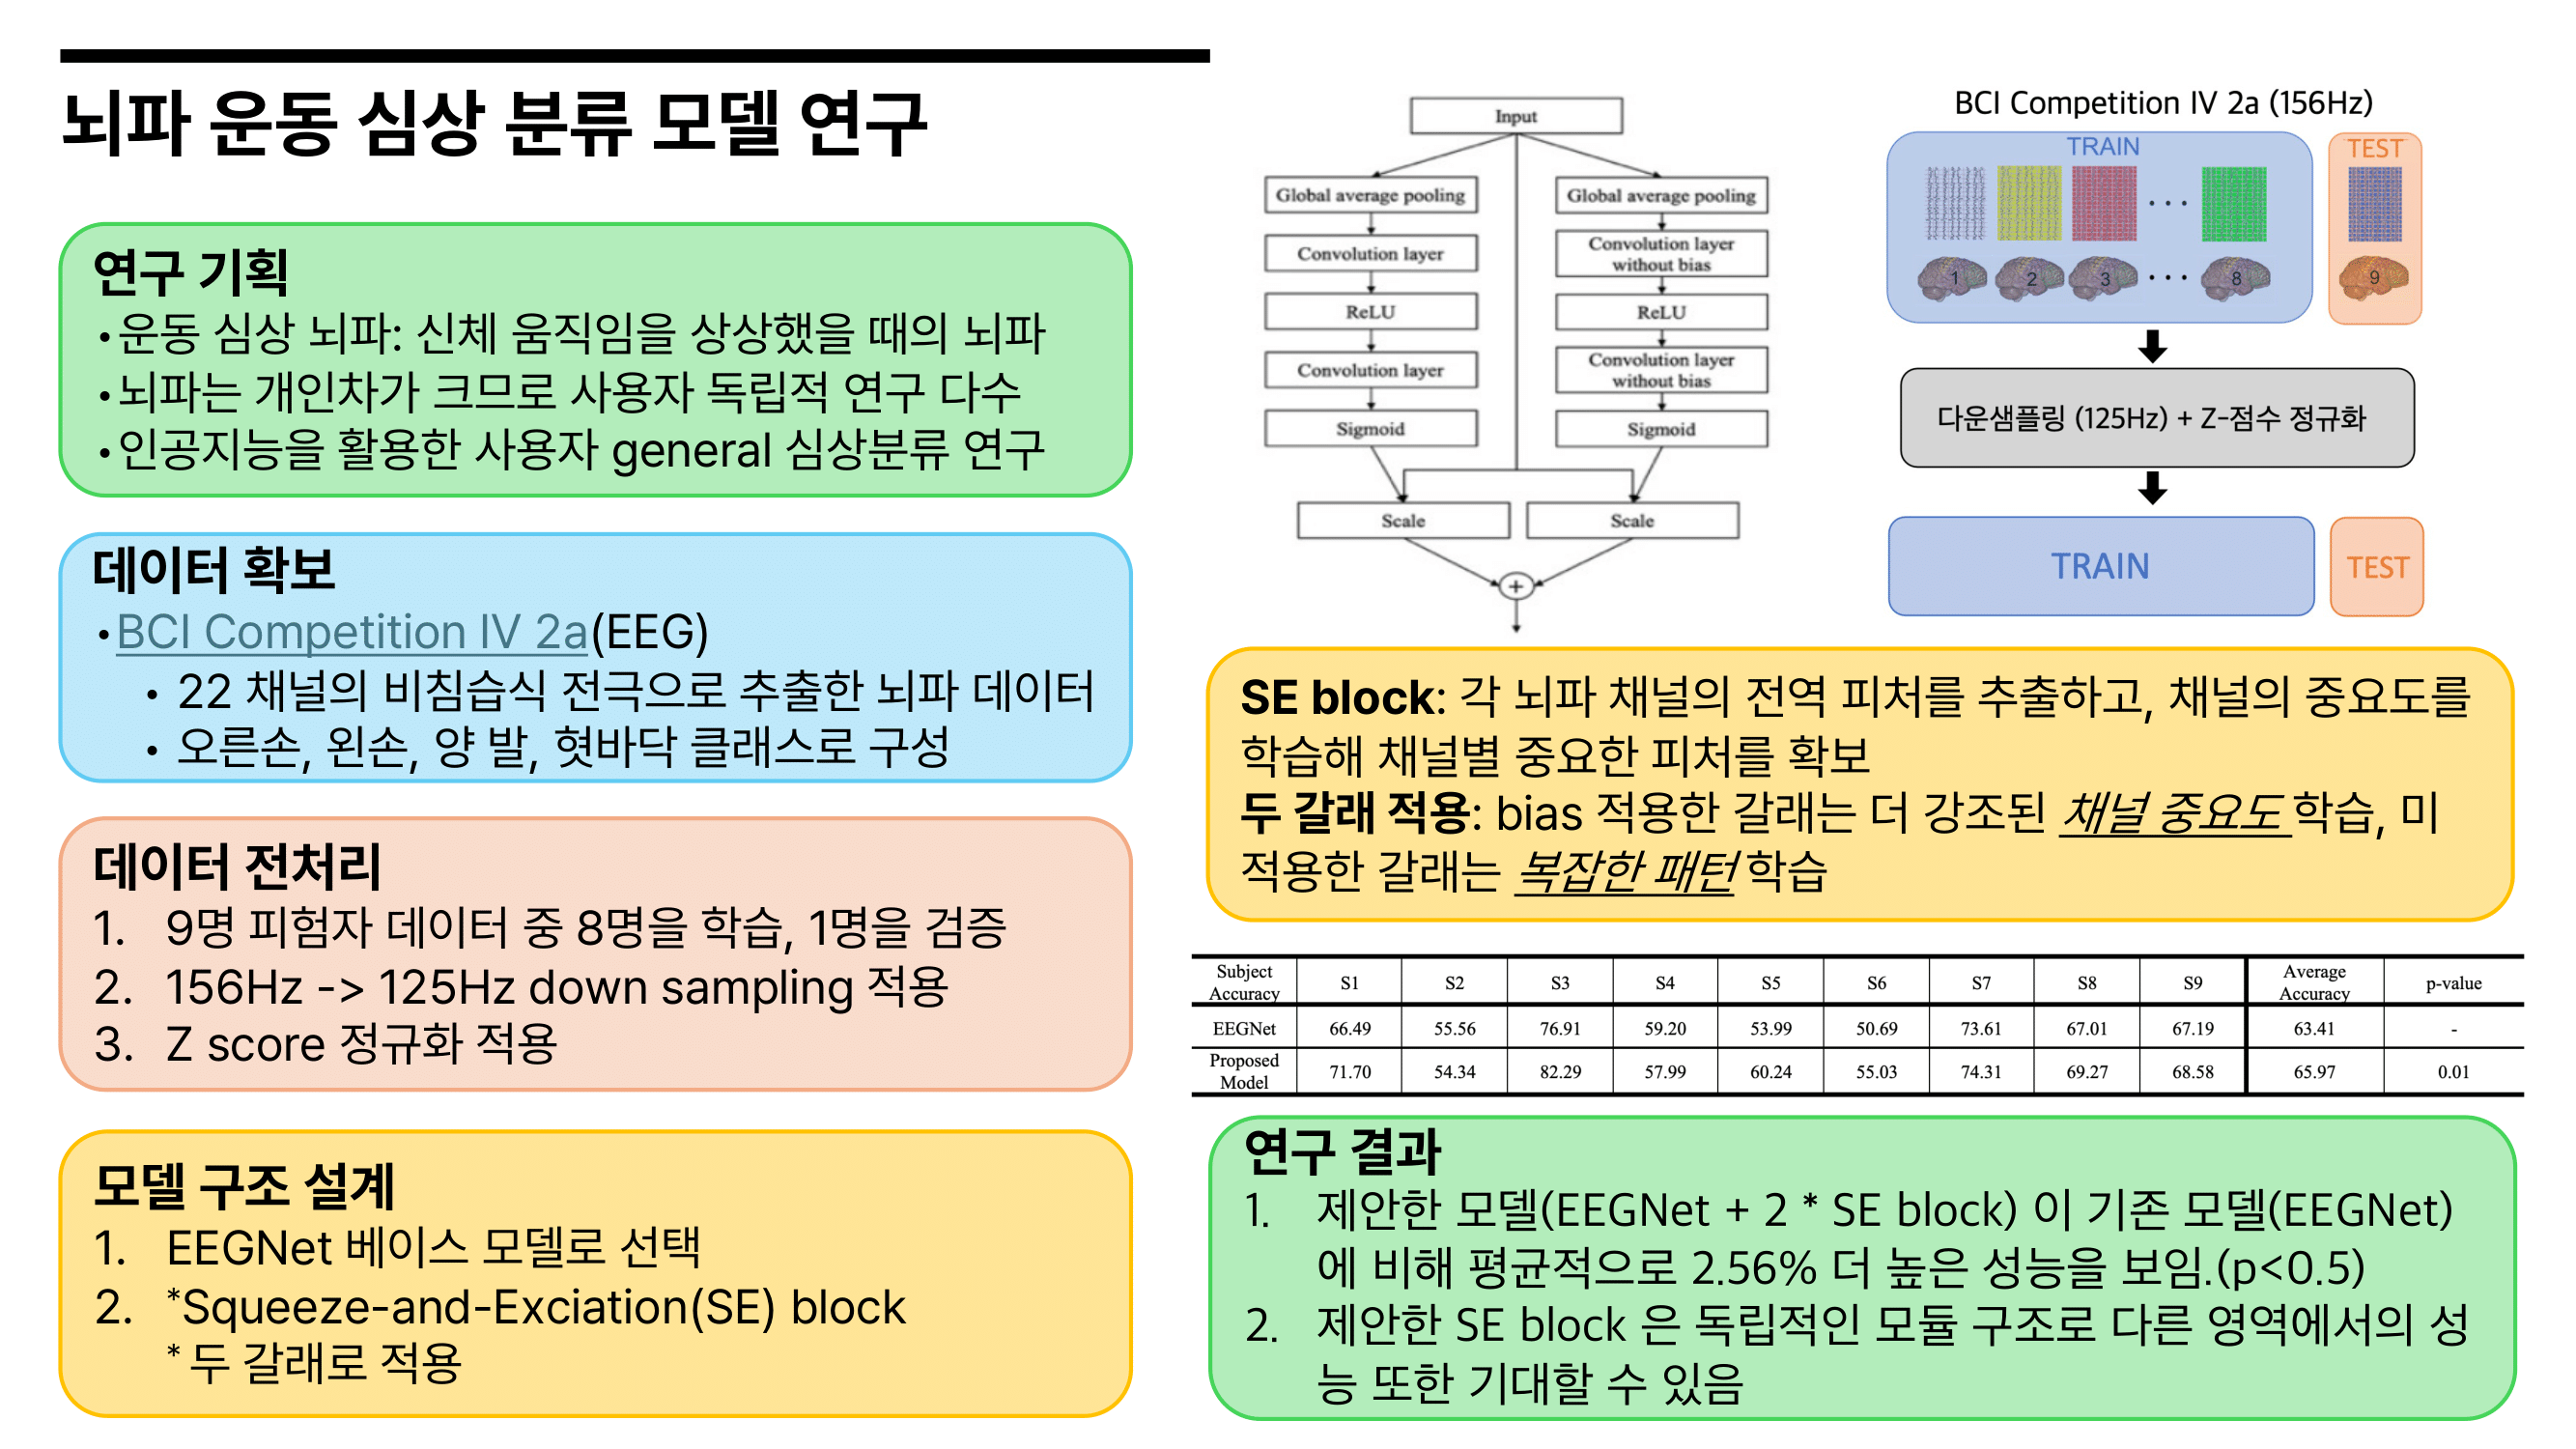 뇌파 운동 심상 분류 모델 연구
연구 기획
•운동 심상 뇌파: 신체 움직임을 상상했을 때의 뇌파
•뇌파는 개인차가 크므로 사용자 독립적 연구 다수
•인공지능을 활용한 사용자 general 심상분류 연구
데이터 확보
•BCI Competition IV 2a(EEG)
• 22 채널의 비침습식 전극으로 추출한 뇌파 데이터
• 오른손, 왼손, 양 발, 혓바닥 클래스로 구성
데이터 전처리
1. 9명 피험자 데이터 중 8명을 학습, 1명을 검증
2. 156Hz -> 125Hz down sampling 적용
3. Z score 정규화 적용
모델 구조 설계
1. EEGNet 베이스 모델로 선택
2. *Squeeze-and-Exciation(SE) block
* 두 갈래로 적용
Input
Global average pooling
Convolution layer
ReLU
Convolution layer
Sigmoid
Scale
Global average pooling
Convolution layer
without bias
ReLU
Convolution layer
without bias
Sigmoid
Scale
+
BCI Competition IV 2a (156Hz)
TRAIN
TEST
1 2 3 ··· 8 9
다운샘플링 (125Hz) + Z-점수 정규화
TRAIN
TEST
SE block: 각 뇌파 채널의 전역 피처를 추출하고, 채널의 중요도를
학습해 채널별 중요한 피처를 확보
두 갈래 적용: bias 적용한 갈래는 더 강조된 채널 중요도 학습, 미
적용한 갈래는 복잡한 패턴 학습
Subject Accuracy S1 S2 S3 S4 S5 S6 S7 S8 S9 Average Accuracy p-value
EEGNet 66.49 55.56 76.91 59.20 53.99 50.69 73.61 67.01 67.19 63.41 -
Proposed Model 71.70 54.34 82.29 57.99 60.24 55.03 74.31 69.27 68.58 65.97 0.01
연구 결과
1. 제안한 모델(EEGNet + 2 * SE block) 이 기존 모델(EEGNet)
에 비해 평균적으로 2.56% 더 높은 성능을 보임.(p<0.5)
2. 제안한 SE block 은 독립적인 모듈 구조로 다른 영역에서의 성
능 또한 기대할 수 있음